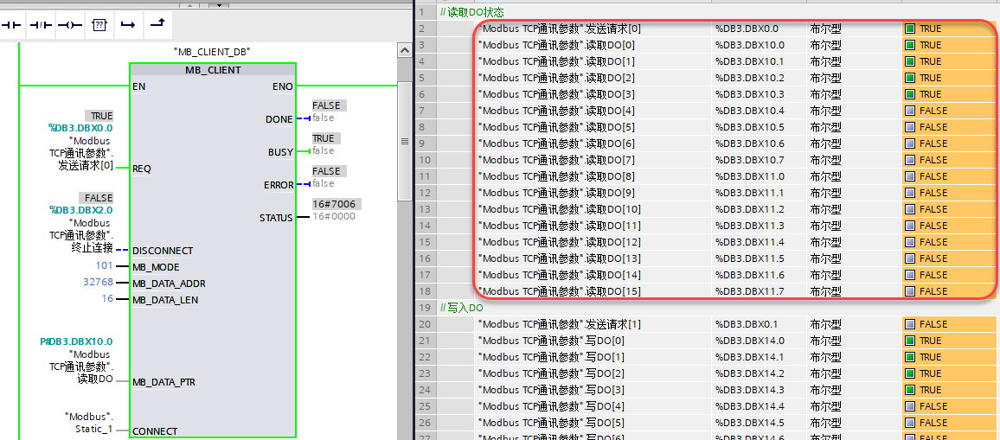 "MB_CLIENT_DB"
MB_CLIENT
EN
ENO
TRUE
%DB3.DBX0.0
"Modbus
TCP通讯参数".
发送请求[0]
REQ
FALSE
%DB3.DBX2.0
"Modbus
TCP通讯参数".
终止连接
DISCONNECT
101
MB_MODE
32768
MB_DATA_ADDR
16
MB_DATA_LEN
P#DB3.DBX10.0
"Modbus
TCP通讯参数".
读取DO
MB_DATA_PTR
"Modbus".
Static_1
CONNECT
FALSE
DONE
false
TRUE
BUSY
false
FALSE
ERROR
false
16#7006
STATUS
16#0000
??
1 //读取DO状态
2 "Modbus TCP通讯参数".发送请求[0] %DB3.DBX0.0 布尔型 TRUE
3 "Modbus TCP通讯参数".读取DO[0] %DB3.DBX10.0 布尔型 TRUE
4 "Modbus TCP通讯参数".读取DO[1] %DB3.DBX10.1 布尔型 TRUE
5 "Modbus TCP通讯参数".读取DO[2] %DB3.DBX10.2 布尔型 TRUE
6 "Modbus TCP通讯参数".读取DO[3] %DB3.DBX10.3 布尔型 TRUE
7 "Modbus TCP通讯参数".读取DO[4] %DB3.DBX10.4 布尔型 FALSE
8 "Modbus TCP通讯参数".读取DO[5] %DB3.DBX10.5 布尔型 FALSE
9 "Modbus TCP通讯参数".读取DO[6] %DB3.DBX10.6 布尔型 FALSE
10 "Modbus TCP通讯参数".读取DO[7] %DB3.DBX10.7 布尔型 FALSE
11 "Modbus TCP通讯参数".读取DO[8] %DB3.DBX11.0 布尔型 FALSE
12 "Modbus TCP通讯参数".读取DO[9] %DB3.DBX11.1 布尔型 FALSE
13 "Modbus TCP通讯参数".读取DO[10] %DB3.DBX11.2 布尔型 FALSE
14 "Modbus TCP通讯参数".读取DO[11] %DB3.DBX11.3 布尔型 FALSE
15 "Modbus TCP通讯参数".读取DO[12] %DB3.DBX11.4 布尔型 FALSE
16 "Modbus TCP通讯参数".读取DO[13] %DB3.DBX11.5 布尔型 FALSE
17 "Modbus TCP通讯参数".读取DO[14] %DB3.DBX11.6 布尔型 FALSE
18 "Modbus TCP通讯参数".读取DO[15] %DB3.DBX11.7 布尔型 FALSE
19 //写入DO
20 "Modbus TCP通讯参数".发送请求[1] %DB3.DBX0.1 布尔型 FALSE
21 "Modbus TCP通讯参数".写DO[0] %DB3.DBX14.0 布尔型 TRUE
22 "Modbus TCP通讯参数".写DO[1] %DB3.DBX14.1 布尔型 TRUE
23 "Modbus TCP通讯参数".写DO[2] %DB3.DBX14.2 布尔型 TRUE
24 "Modbus TCP通讯参数".写DO[3] %DB3.DBX14.3 布尔型 TRUE
25 "Modbus TCP通讯参数".写DO[4] %DB3.DBX14.4 布尔型 FALSE
26 "Modbus TCP通讯参数".写DO[5] %DB3.DBX14.5 布尔型 FALSE
27 "Modbus TCP通讯参数".写DO[6] %DB3.DBX14.6 布尔型 FALSE